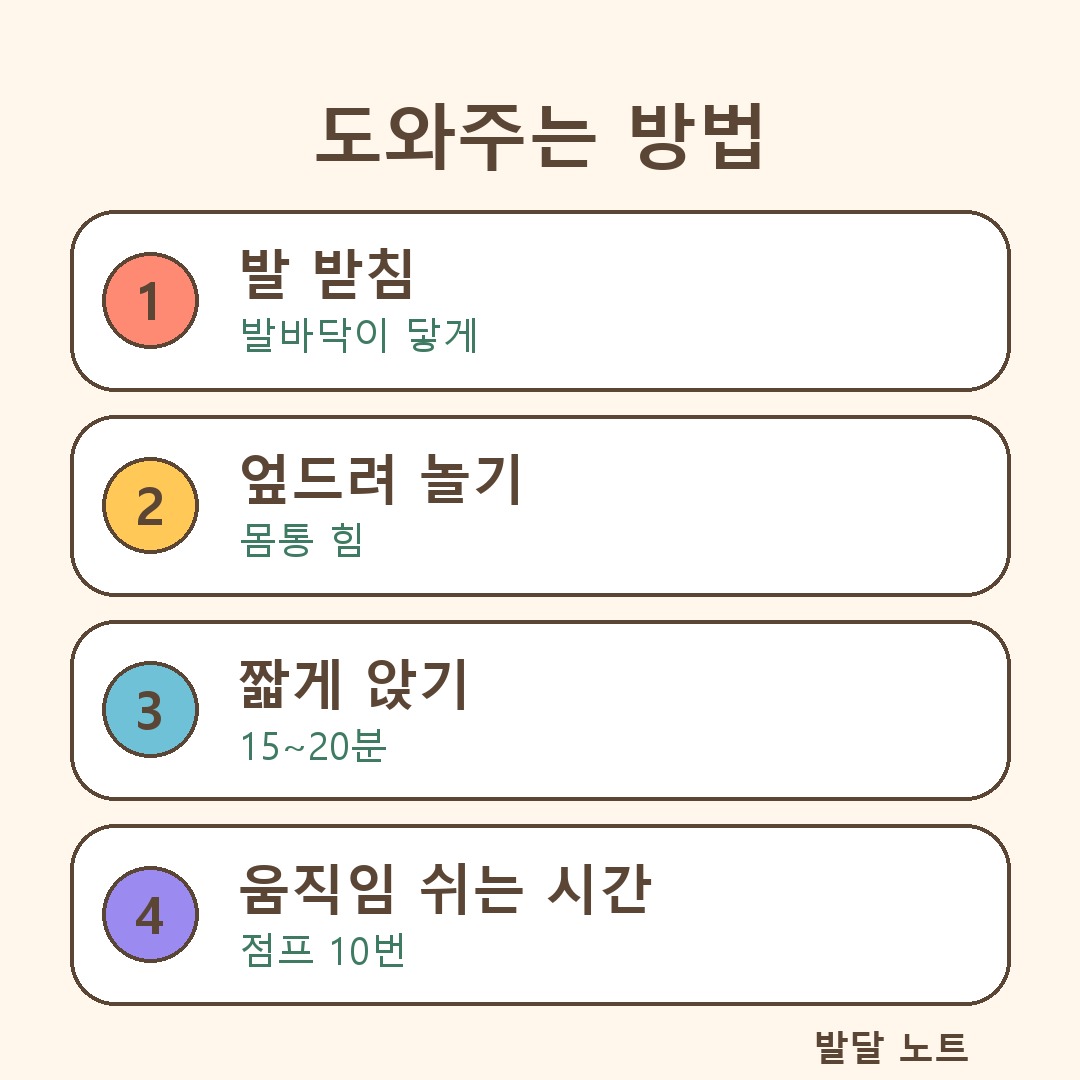 도와주는 방법
1
발 받침
발바닥이 닿게
2
엎드려 놀기
몸통 힘
3
짧게 앉기
15~20분
4
움직임 쉬는 시간
점프 10번
발달 노트